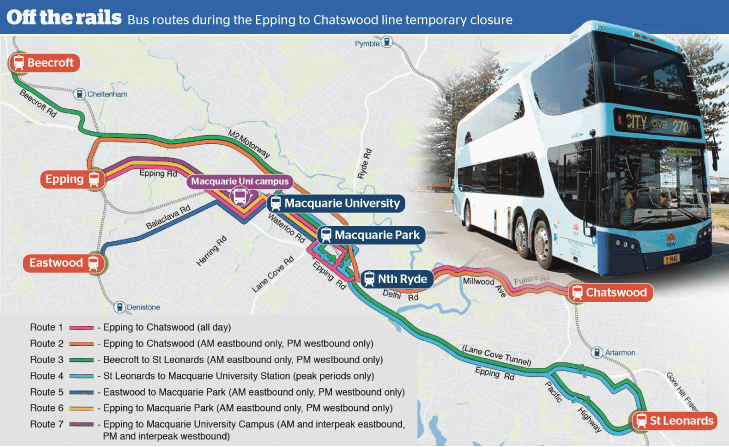 Off the rails Bus routes during the Epping to Chatswood line temporary closure
Pymble
Beecroft
Cheltenham
Beecroft Rd
M2 Motorway
Ryde Rd
CITY ave 270
Epping
Epping Rd
Macquarie Uni campus
Macquarie University
Balaclava Rd
Waterloo Rd
Macquarie Park
Eastwood
Herring Rd
Lane Cove Rd
Epping Rd
Nth Ryde
Delhi Rd
Millwood Ave
Fullers Rd
Chatswood
Denistone
Route 1 - Epping to Chatswood (all day)
Route 2 - Epping to Chatswood (AM eastbound only, PM westbound only)
Route 3 - Beecroft to St Leonards (AM eastbound only, PM westbound only)
Route 4 - St Leonards to Macquarie University Station (peak periods only)
Route 5 - Eastwood to Macquarie Park (AM eastbound only, PM westbound only)
Route 6 - Epping to Macquarie Park (AM eastbound only, PM westbound only)
Route 7 - Epping to Macquarie University Campus (AM and interpeak eastbound,
PM and interpeak westbound)
(Lane Cove Tunnel)
Epping Rd
Artarmon
Pacific Highway
Gore Hill Freeway
St Leonards